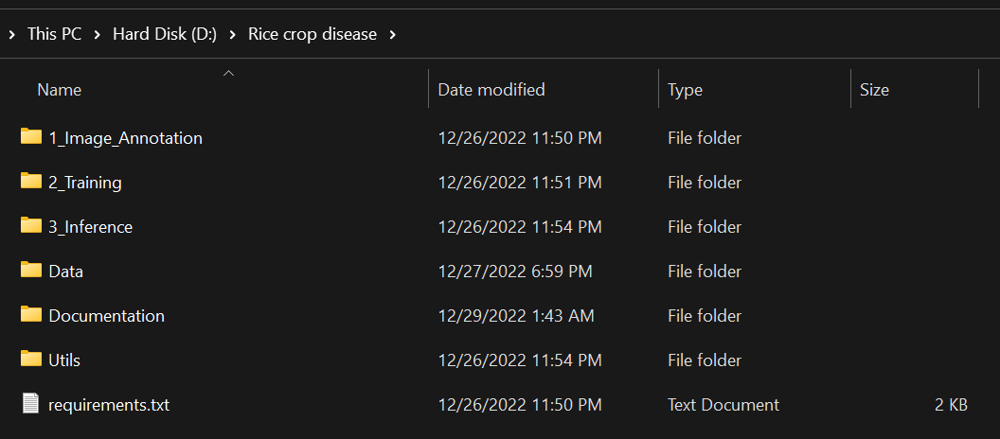 This PC Hard Disk (D:) Rice crop disease
Name Date modified Type Size
1_Image_Annotation 12/26/2022 11:50 PM File folder
2_Training 12/26/2022 11:51 PM File folder
3_Inference 12/26/2022 11:54 PM File folder
Data 12/27/2022 6:59 PM File folder
Documentation 12/29/2022 1:43 AM File folder
Utils 12/26/2022 11:54 PM File folder
requirements.txt 12/26/2022 11:50 PM Text Document 2 KB